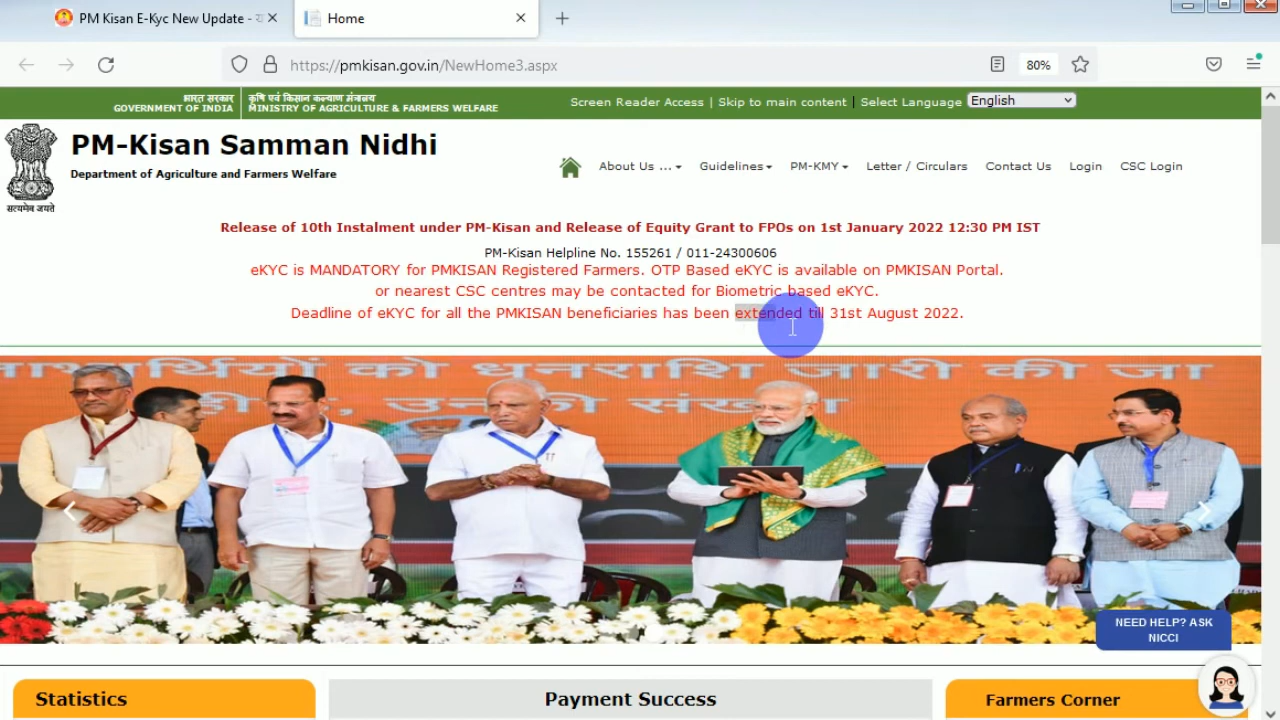 PM Kisan E-Kyc New Update -
Home
https://pmkisan.gov.in/NewHome3.aspx
80%
भारत सरकार
GOVERNMENT OF INDIA
कृषि एवं किसान कल्याण मंत्रालय
MINISTRY OF AGRICULTURE & FARMERS WELFARE
Screen Reader Access | Skip to main content | Select Language English
PM-Kisan Samman Nidhi
Department of Agriculture and Farmers Welfare
सत्यमेव जयते
About Us ... Guidelines PM-KMY Letter / Circulars Contact Us Login CSC Login
Release of 10th Instalment under PM-Kisan and Release of Equity Grant to FPOs on 1st January 2022 12:30 PM IST
PM-Kisan Helpline No. 155261 / 011-24300606
eKYC is MANDATORY for PMKISAN Registered Farmers. OTP Based eKYC is available on PMKISAN Portal.
or nearest CSC centres may be contacted for Biometric based eKYC.
Deadline of eKYC for all the PMKISAN beneficiaries has been extended till 31st August 2022.
को धनराशि जारी की जा
उनकी संख्या
NEED HELP? ASK
NICCI
Statistics
Payment Success
Farmers Corner